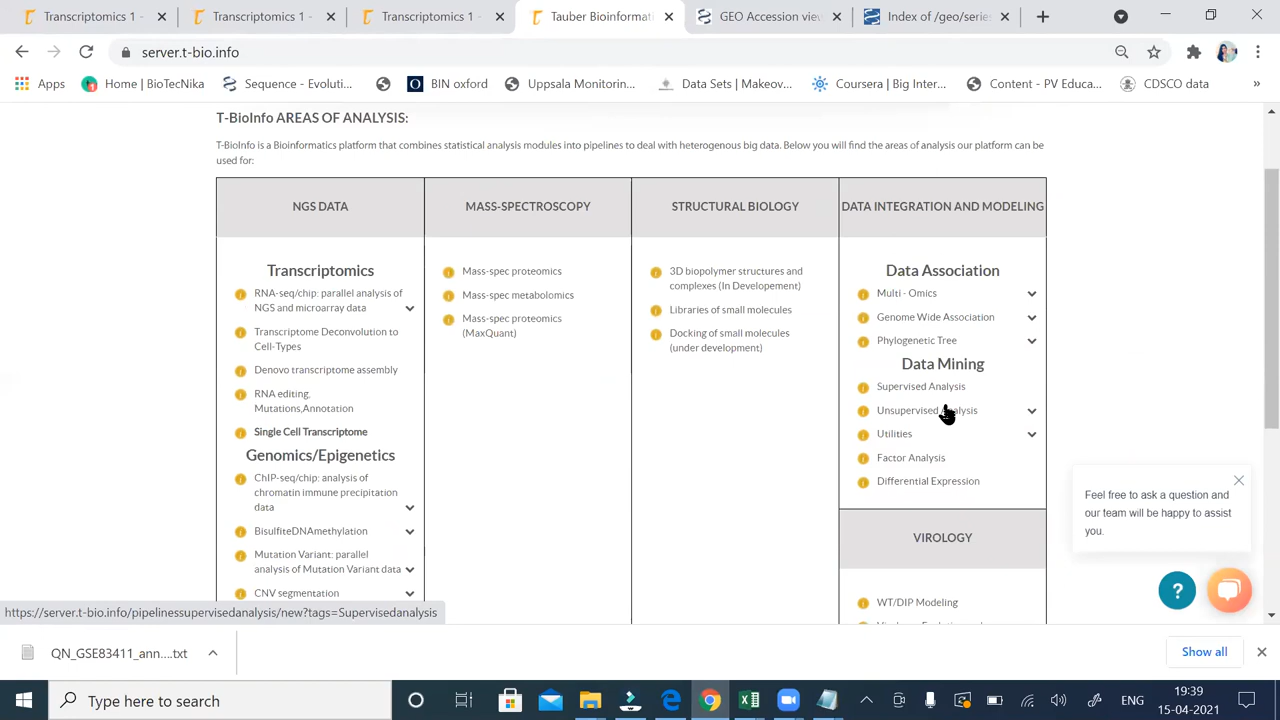 Transcriptomics 1 -
Transcriptomics 1 -
Transcriptomics 1 -
Tauber Bioinformati
GEO Accession view
Index of /geo/serie
server.t-bio.info
Apps
Home | BioTecNika
Sequence - Evoluti...
BIN oxford
Uppsala Monitorin...
Data Sets | Makeov...
Coursera | Big Inter...
Content - PV Educa...
CDSCO data
»
T-BioInfo AREAS OF ANALYSIS:
T-BioInfo is a Bioinformatics platform that combines statistical analysis modules into pipelines to deal with heterogenous big data. Below you will find the areas of analysis our platform can be
used for:
NGS DATA
MASS-SPECTROSCOPY
STRUCTURAL BIOLOGY
DATA INTEGRATION AND MODELING
Transcriptomics
RNA-seq/chip: parallel analysis of
NGS and microarray data
Transcriptome Deconvolution to
Cell-Types
Denovo transcriptome assembly
RNA editing,
Mutations,Annotation
Single Cell Transcriptome
Genomics/Epigenetics
ChIP-seq/chip: analysis of
chromatin immune precipitation
data
BisulfiteDNAmethylation
Mutation Variant: parallel
analysis of Mutation Variant data
CNV segmentation
Mass-spec proteomics
Mass-spec metabolomics
Mass-spec proteomics
(MaxQuant)
3D biopolymer structures and
complexes (In Developement)
Libraries of small molecules
Docking of small molecules
(under development)
Data Association
Multi - Omics
Genome Wide Association
Phylogenetic Tree
Data Mining
Supervised Analysis
Unsupervised Analysis
Utilities
Factor Analysis
Differential Expression
VIROLOGY
WT/DIP Modeling
Feel free to ask a question and
our team will be happy to assist
you.
?
https://server.t-bio.info/pipelinessupervisedanalysis/new?tags=Supervisedanalysis
QN_GSE83411_ann....txt
Show all
Type here to search
ENG
19:39
15-04-2021